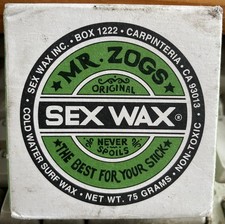 SEX WAX INC. • BOX 1222 • CARPINTERIA • CA 93013
MR. ZOGS
ORIGINAL
SEX WAX®
NEVER
SPOILS
★THE BEST FOR YOUR STICK★
COLD WATER SURF WAX • NET WT. 75 GRAMS • NON-TOXIC